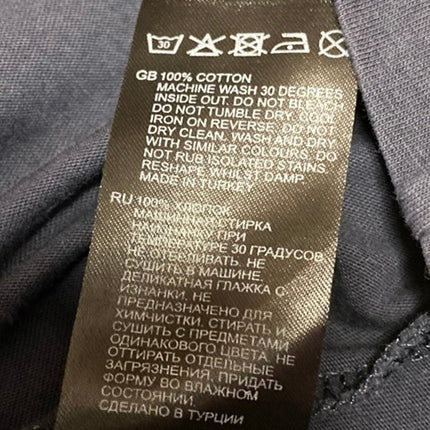 30
GB 100% COTTON
MACHINE WASH 30 DEGREES
INSIDE OUT. DO NOT BLEACH
DO NOT TUMBLE DRY. COOL
IRON ON REVERSE. DO NOT
DRY CLEAN. WASH AND DRY
WITH SIMILAR COLOURS. DO
NOT RUB ISOLATED STAINS.
RESHAPE WHILST DAMP.
MADE IN TURKEY
RU 100% ХЛОПОК
МАШИННАЯ СТИРКА
ПРИ
ТЕМПЕРАТУРЕ 30 ГРАДУСОВ
НЕ ОТБЕЛИВАТЬ. НЕ
СУШИТЬ В МАШИНЕ.
ДЕЛИКАТНАЯ ГЛАЖКА С
ИЗНАНКИ. НЕ
ПРЕДНАЗНАЧЕНО ДЛЯ
ХИМЧИСТКИ. СТИРАТЬ И
СУШИТЬ С ПРЕДМЕТАМИ
ОДИНАКОВОГО ЦВЕТА. НЕ
ОТТИРАТЬ ОТДЕЛЬНЫЕ
ЗАГРЯЗНЕНИЯ. ПРИДАТЬ
ФОРМУ ВО ВЛАЖНОМ
СОСТОЯНИИ.
СДЕЛАНО В ТУРЦИИ